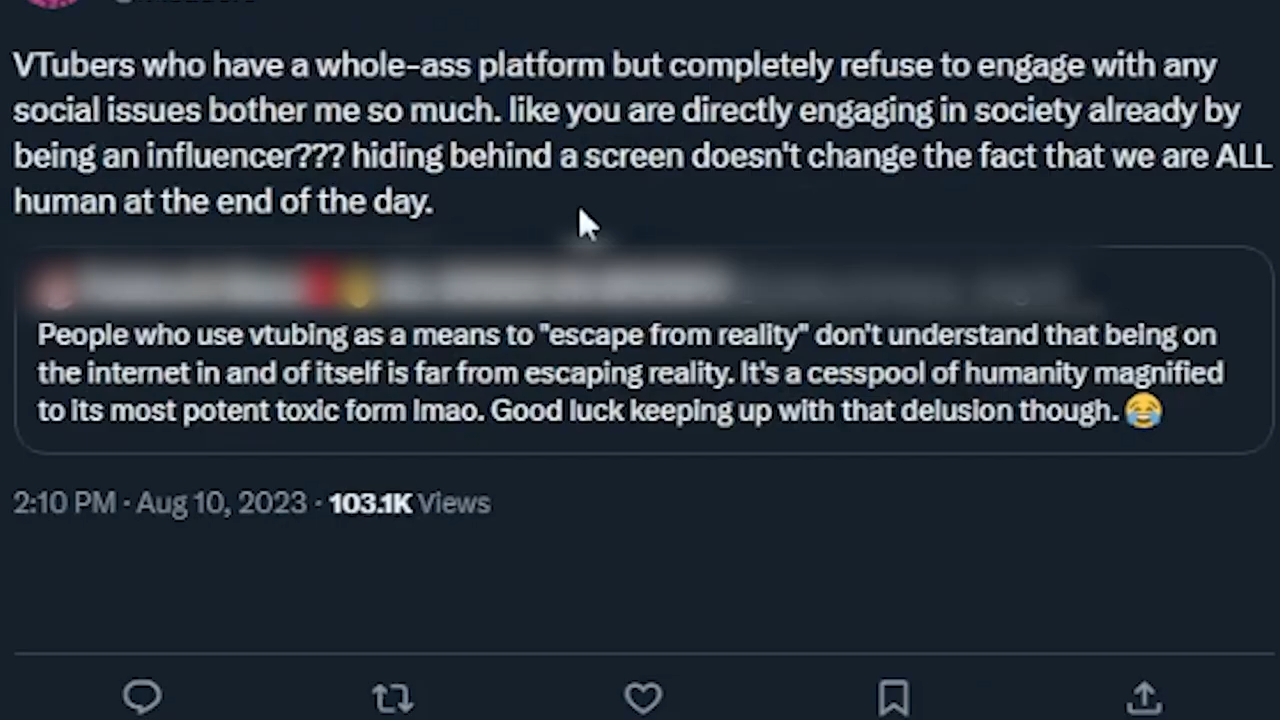 VTubers who have a whole-ass platform but completely refuse to engage with any
social issues bother me so much. like you are directly engaging in society already by
being an influencer??? hiding behind a screen doesn't change the fact that we are ALL
human at the end of the day.
People who use vtubing as a means to "escape from reality" don't understand that being on
the internet in and of itself is far from escaping reality. It's a cesspool of humanity magnified
to its most potent toxic form lmao. Good luck keeping up with that delusion though. 😂
2:10 PM · Aug 10, 2023 · 103.1K Views